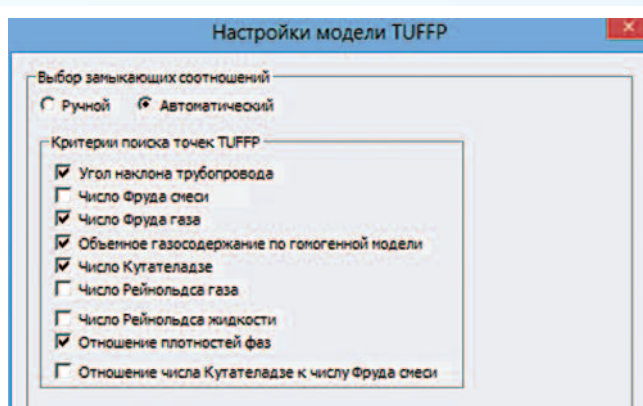 Настройки модели TUFFP
Выбор замыкающих соотношений
Ручной Автоматический
Критерии поиска точек TUFFP
Угол наклона трубопровода
Число Фруда смеси
Число Фруда газа
Объемное газосодержание по гомогенной модели
Число Кутателадзе
Число Рейнольдса газа
Число Рейнольдса жидкости
Отношение плотностей фаз
Отношение числа Кутателадзе к числу Фруда смеси